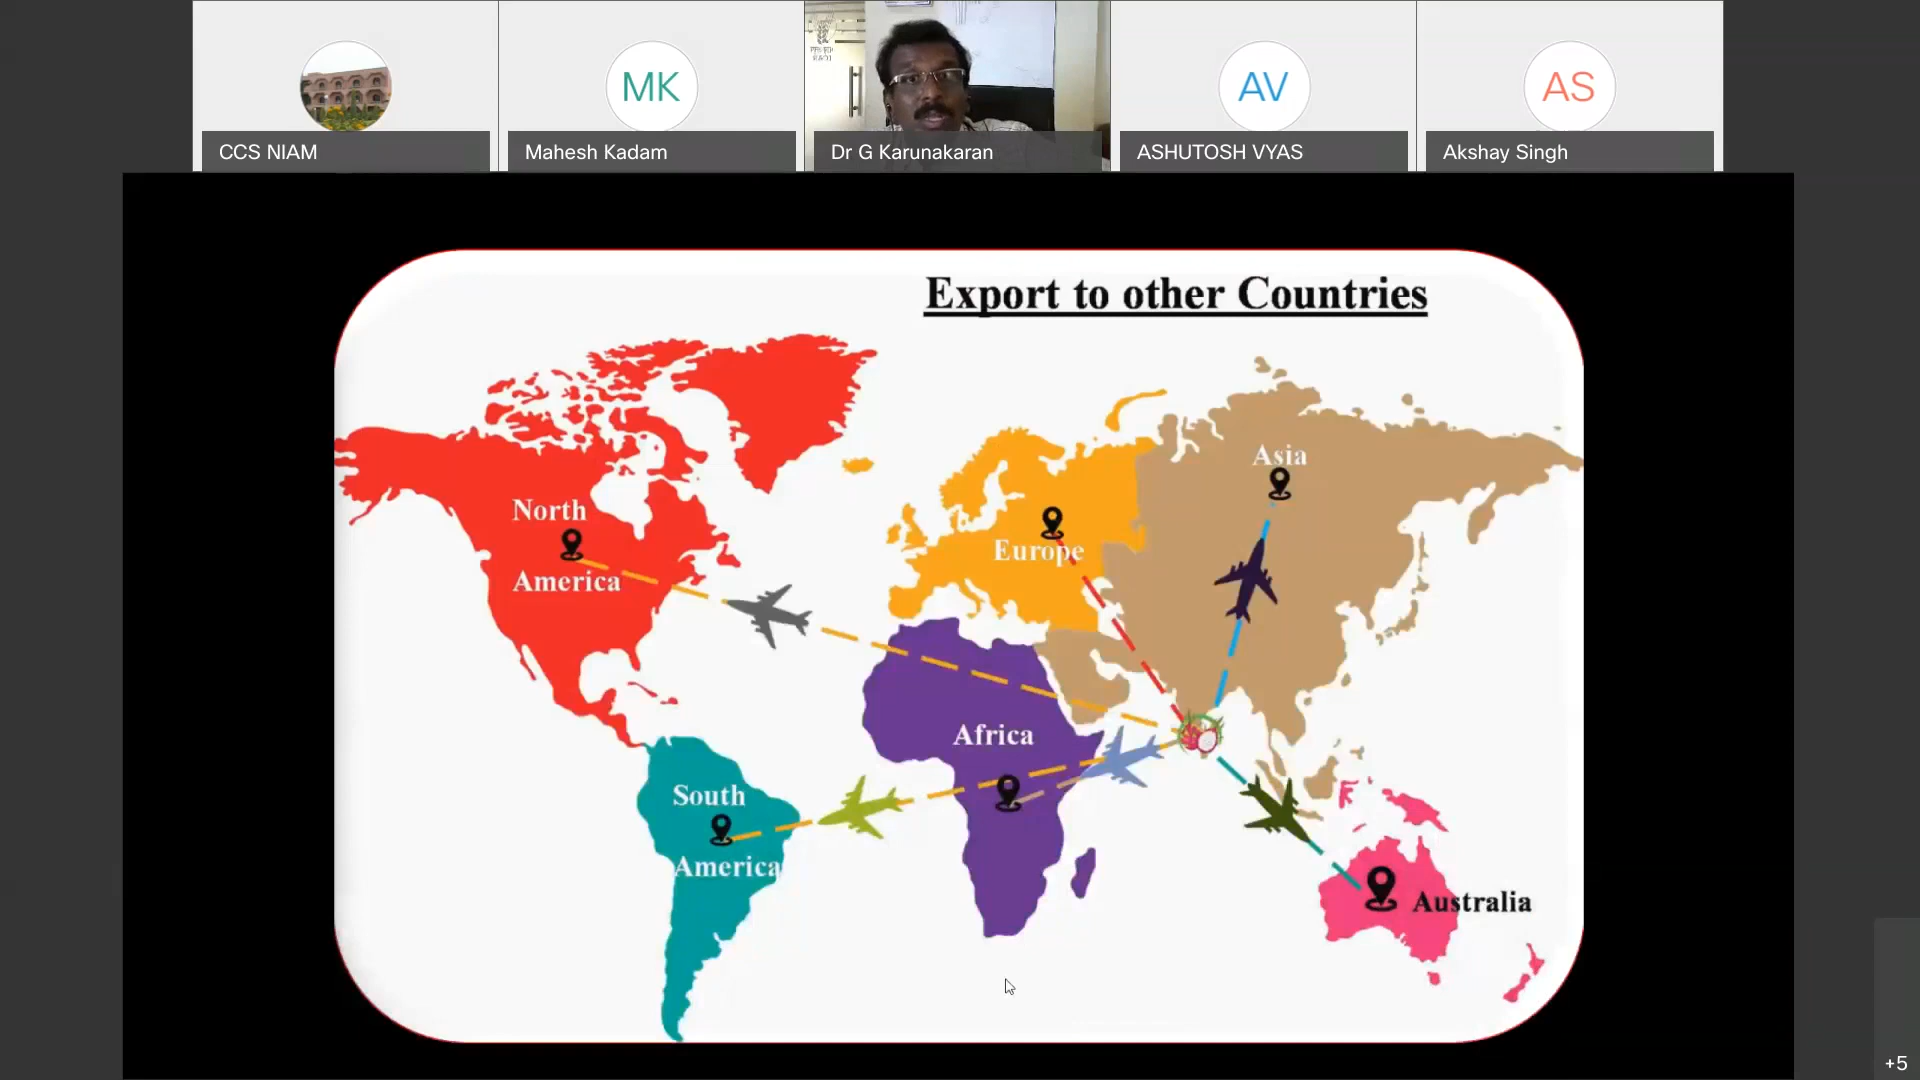 MK
AV
AS
CCS NIAM
Mahesh Kadam
Dr G Karunakaran
ASHUTOSH VYAS
Akshay Singh
Export to other Countries
Asia
North
America
Europe
Africa
South
America
Australia
+5